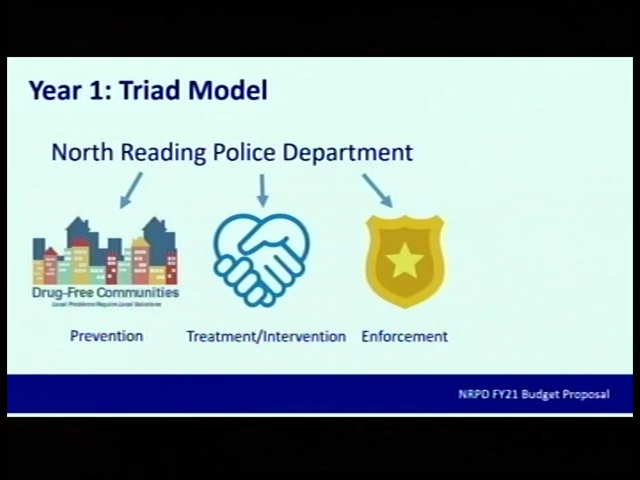 Year 1: Triad Model
North Reading Police Department
Drug-Free Communities
Local Problems Require Local Solutions
Prevention
Treatment/Intervention
Enforcement
NRPD FY21 Budget Proposal